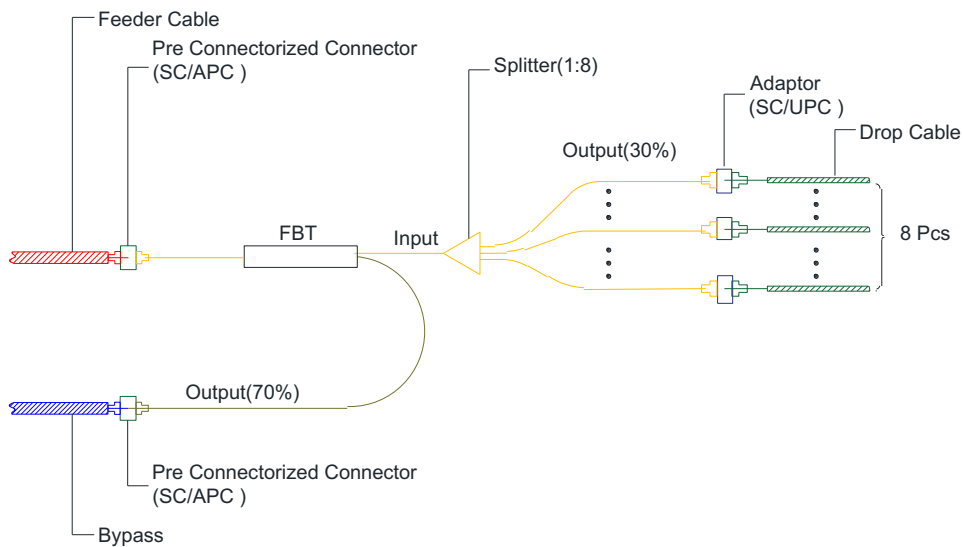 Feeder Cable
Pre Connectorized Connector
(SC/APC )
Splitter(1:8)
Adaptor
(SC/UPC )
Drop Cable
Output(30%)
FBT
Input
8 Pcs
Output(70%)
Pre Connectorized Connector
(SC/APC )
Bypass